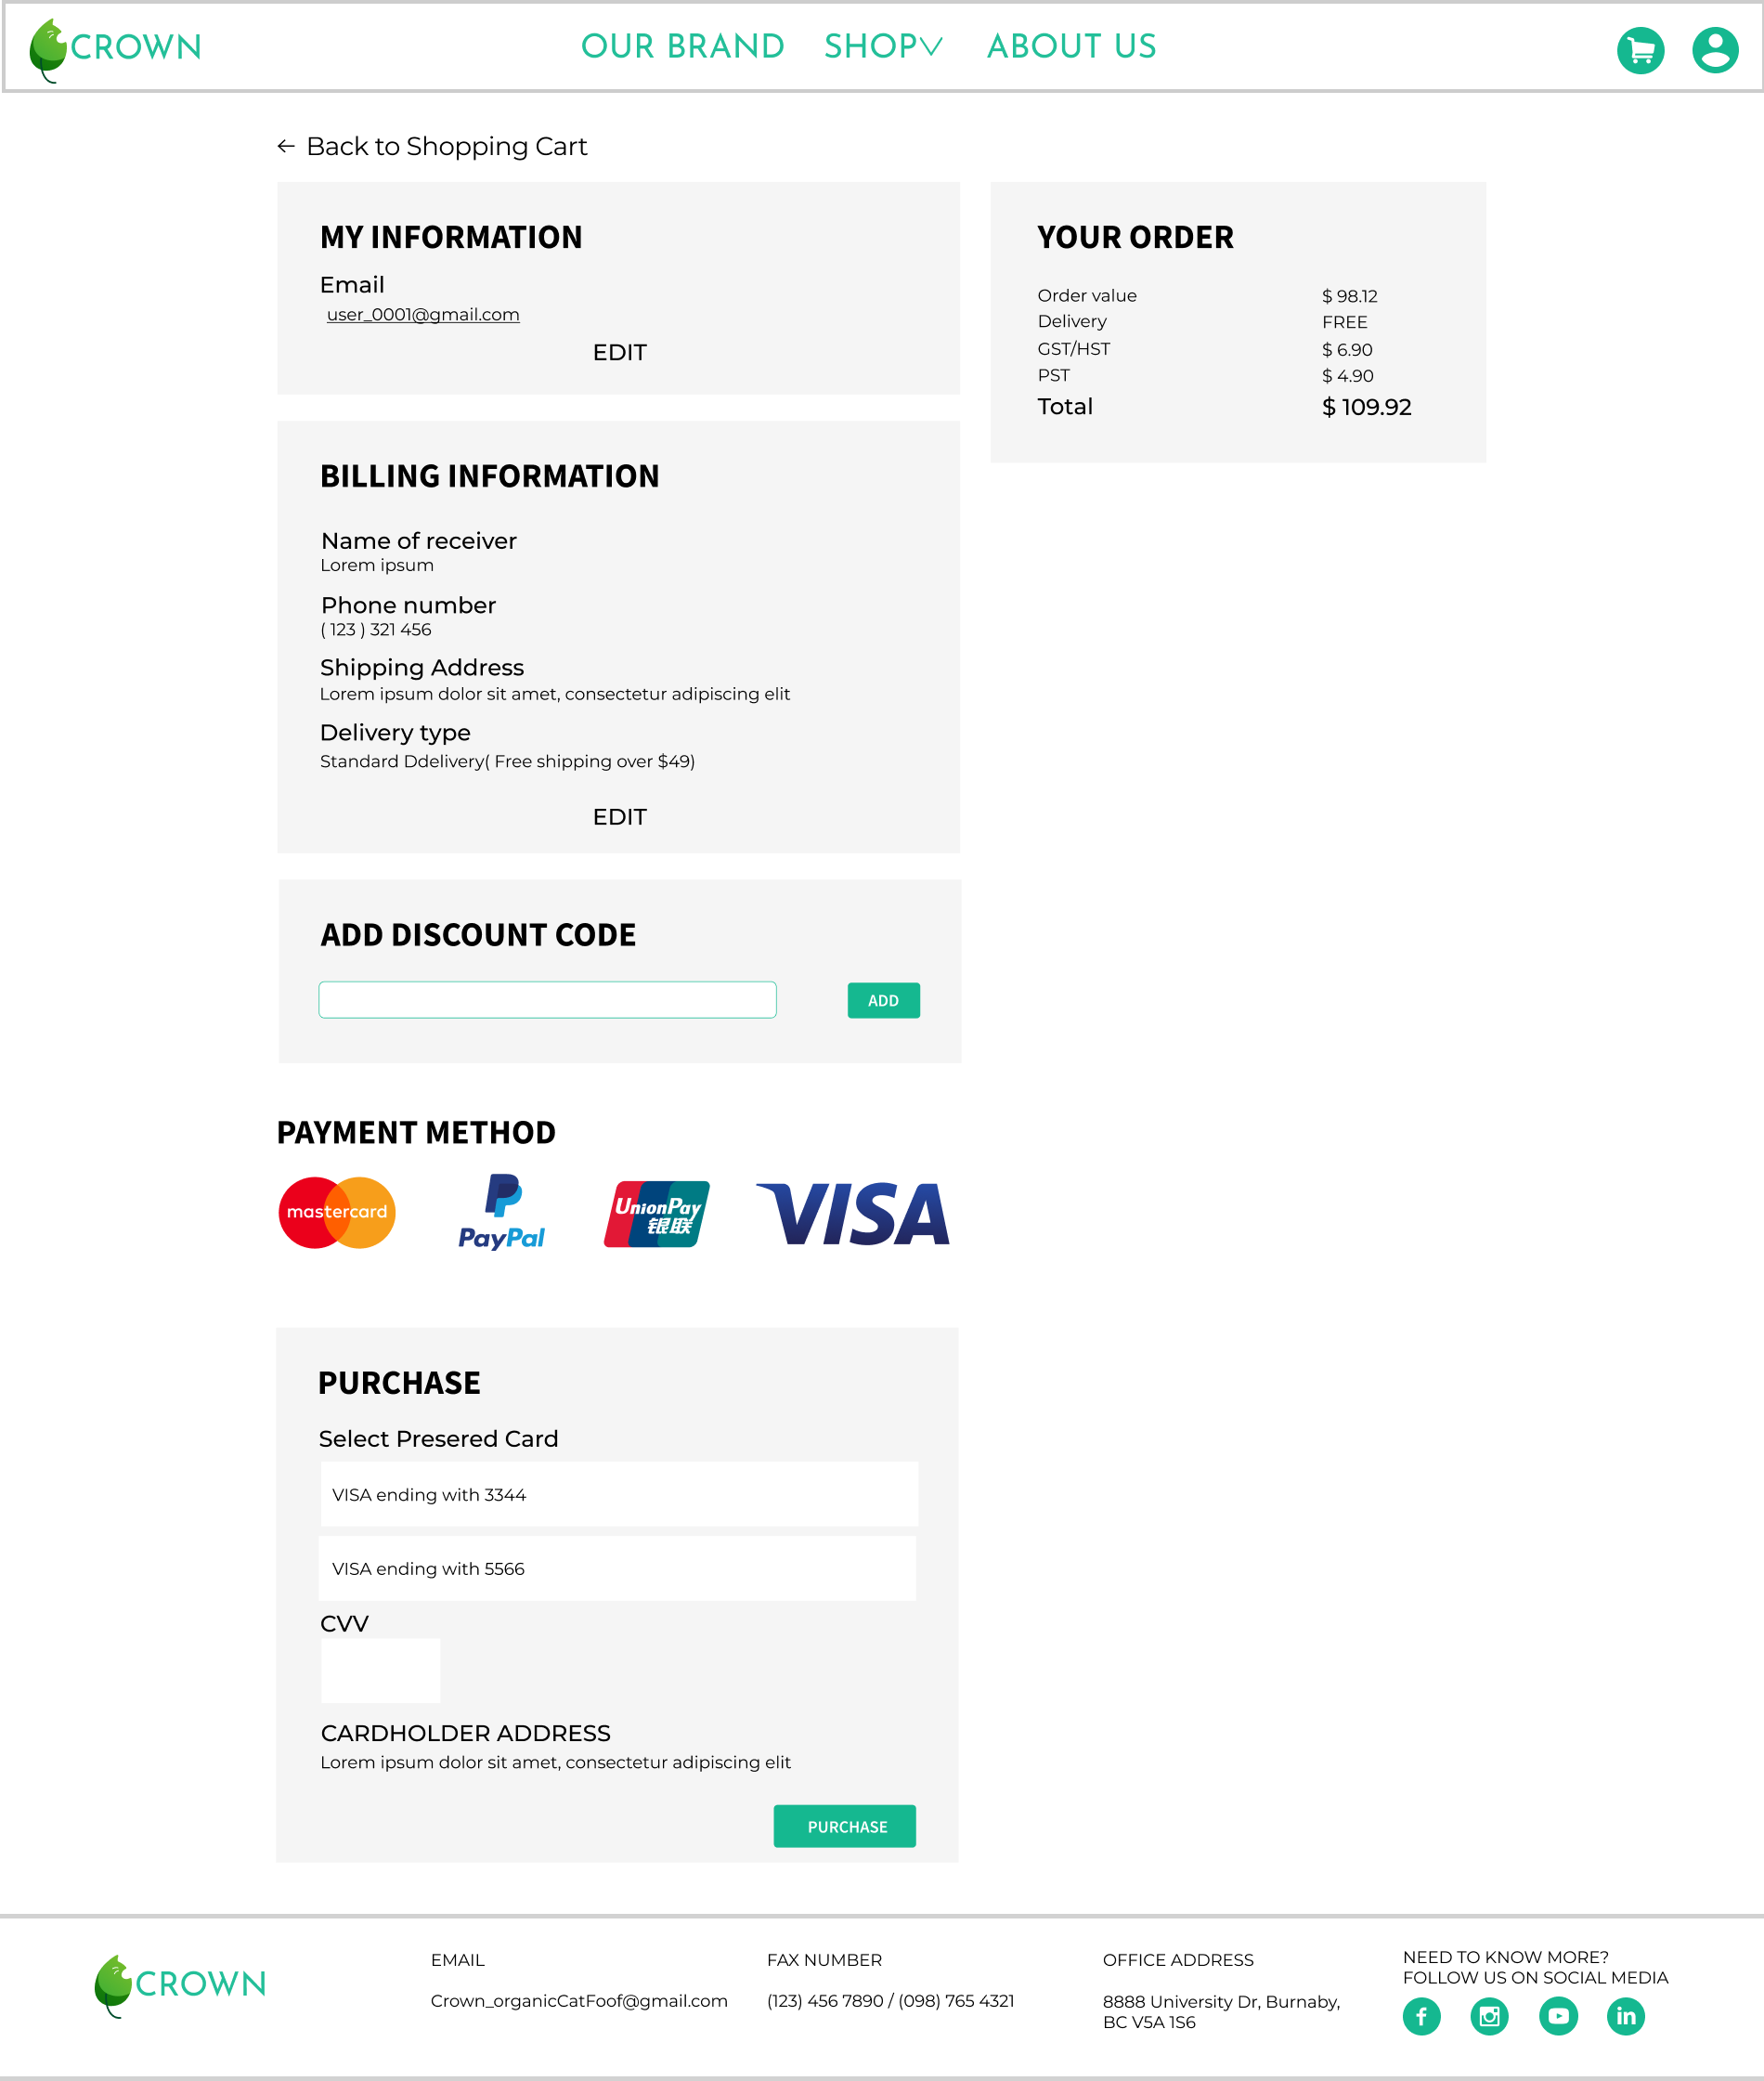 CROWN
OUR BRAND
SHOP
ABOUT US
← Back to Shopping Cart
MY INFORMATION
Email
user_0001@gmail.com
EDIT
YOUR ORDER
Order value $ 98.12
Delivery FREE
GST/HST $ 6.90
PST $ 4.90
Total $ 109.92
BILLING INFORMATION
Name of receiver
Lorem ipsum
Phone number
( 123 ) 321 456
Shipping Address
Lorem ipsum dolor sit amet, consectetur adipiscing elit
Delivery type
Standard Ddelivery( Free shipping over $49)
EDIT
ADD DISCOUNT CODE
ADD
PAYMENT METHOD
mastercard
PayPal
UnionPay
银联
VISA
PURCHASE
Select Presered Card
VISA ending with 3344
VISA ending with 5566
CVV
CARDHOLDER ADDRESS
Lorem ipsum dolor sit amet, consectetur adipiscing elit
PURCHASE
CROWN
EMAIL
Crown_organicCatFoof@gmail.com
FAX NUMBER
(123) 456 7890 / (098) 765 4321
OFFICE ADDRESS
8888 University Dr, Burnaby,
BC V5A 1S6
NEED TO KNOW MORE?
FOLLOW US ON SOCIAL MEDIA